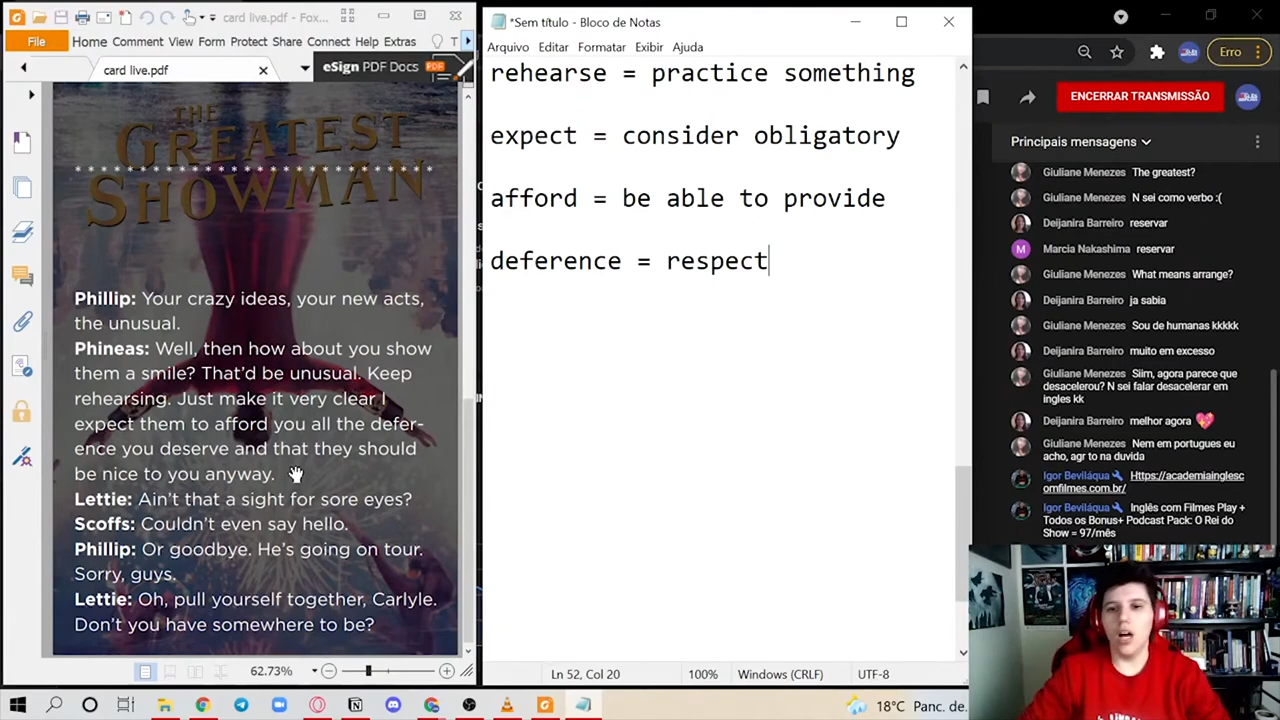 card live.pdf - Fox...
File
Home
Comment
View
Form
Protect
Share
Connect
Help
Extras
T
card live.pdf
eSign PDF Docs
THE
GREATEST
SHOWMAN
Phillip: Your crazy ideas, your new acts,
the unusual.
Phineas: Well, then how about you show
them a smile? That'd be unusual. Keep
rehearsing. Just make it very clear I
expect them to afford you all the defer-
ence you deserve and that they should
be nice to you anyway.
Lettie: Ain't that a sight for sore eyes?
Scoffs: Couldn't even say hello.
Phillip: Or goodbye. He's going on tour.
Sorry, guys.
Lettie: Oh, pull yourself together, Carlyle.
Don't you have somewhere to be?
62.73%
*Sem título - Bloco de Notas
Arquivo
Editar
Formatar
Exibir
Ajuda
rehearse = practice something
expect = consider obligatory
afford = be able to provide
deference = respect
Ln 52, Col 20
100%
Windows (CRLF)
UTF-8
Erro
ENCERRAR TRANSMISSÃO
Principais mensagens
Giuliane Menezes The greatest?
Giuliane Menezes N sei como verbo :(
Deijanira Barreiro reservar
M Marcia Nakashima reservar
Giuliane Menezes What means arrange?
Deijanira Barreiro ja sabia
Giuliane Menezes Sou de humanas kkkkk
Deijanira Barreiro muito em excesso
Giuliane Menezes Siim, agora parece que
desacelerou? N sei falar desacelerar em
ingles kk
Deijanira Barreiro melhor agora
Giuliane Menezes Nem em portugues eu
acho, agr to na duvida
Igor Beviláqua Https://academiainglesc
omfilmes.com.br/
Igor Beviláqua Inglês com Filmes Play +
Todos os Bonus+ Podcast Pack: O Rei do
Show = 97/mês
18°C Panc. de.